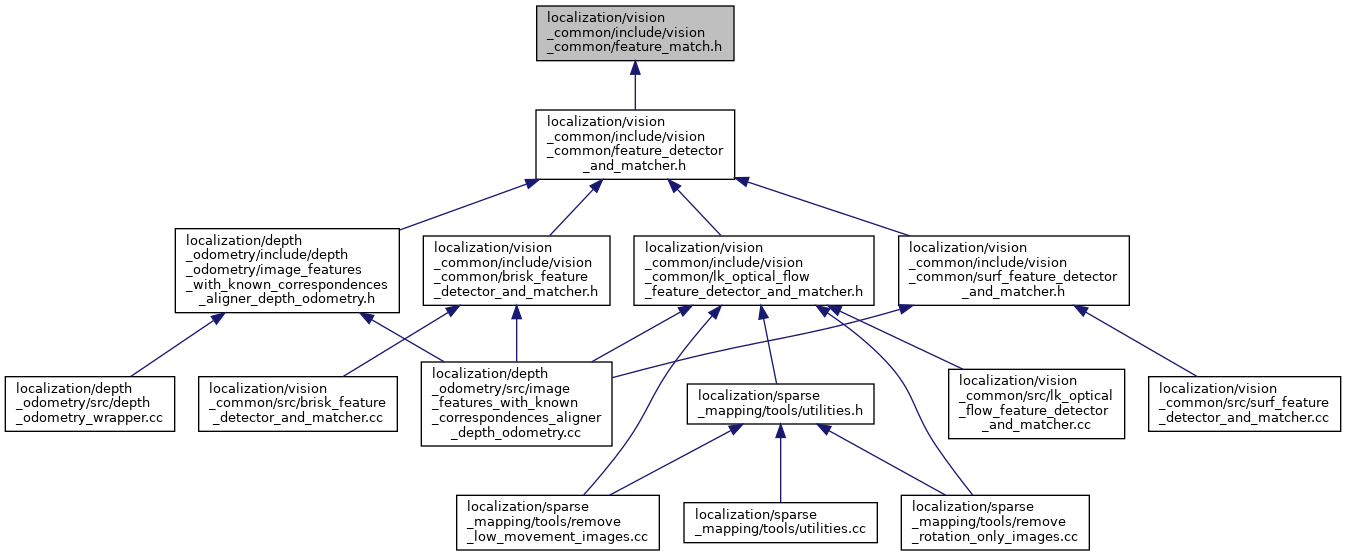 localization/vision
_common/include/vision
_common/feature_match.h
localization/vision
_common/include/vision
_common/feature_detector
_and_matcher.h
localization/depth
_odometry/include/depth
_odometry/image_features
_with_known_correspondences
_aligner_depth_odometry.h
localization/vision
_common/include/vision
_common/brisk_feature
_detector_and_matcher.h
localization/vision
_common/include/vision
_common/lk_optical_flow
_feature_detector_and_matcher.h
localization/vision
_common/include/vision
_common/surf_feature_detector
_and_matcher.h
localization/depth
_odometry/src/depth
_odometry_wrapper.cc
localization/vision
_common/src/brisk_feature
_detector_and_matcher.cc
localization/depth
_odometry/src/image
_features_with_known
_correspondences_aligner
_depth_odometry.cc
localization/sparse
_mapping/tools/utilities.h
localization/vision
_common/src/lk_optical
_flow_feature_detector
_and_matcher.cc
localization/vision
_common/src/surf_feature
_detector_and_matcher.cc
localization/sparse
_mapping/tools/remove
_low_movement_images.cc
localization/sparse
_mapping/tools/utilities.cc
localization/sparse
_mapping/tools/remove
_rotation_only_images.cc